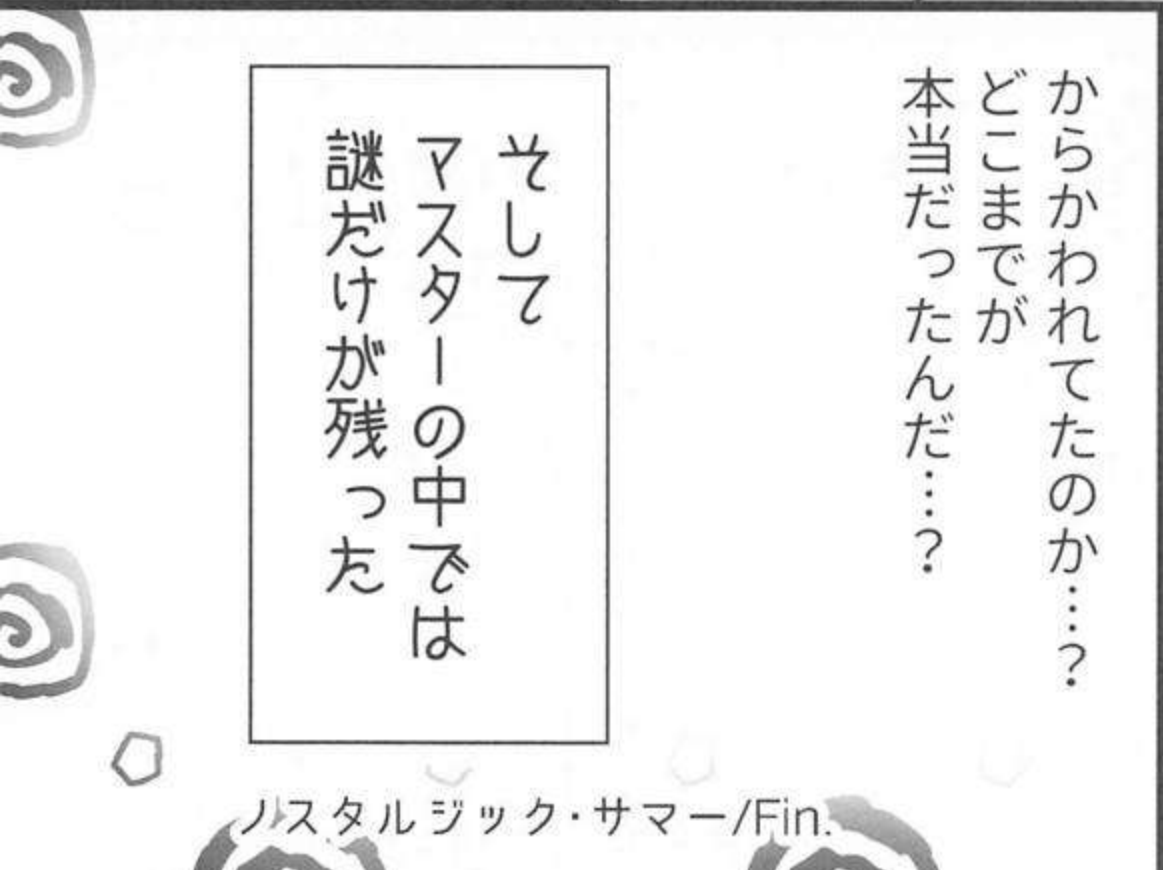 からかわれてたのか…?
どこまでが
本当だったんだ…?
そして
マスターの中では
謎だけが残った
ノスタルジック・サマー/Fin.